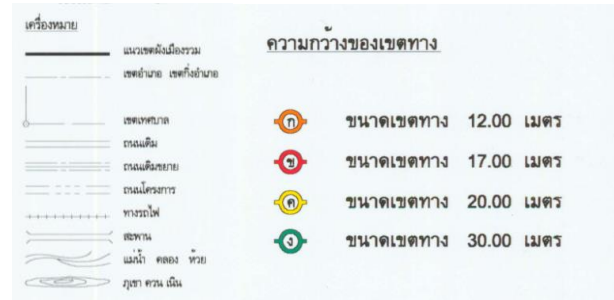 เครื่องหมาย
แนวเขตผังเมืองรวม
เขตอำเภอ เขตกิ่งอำเภอ
เขตเทศบาล
ถนนเดิม
ถนนเดิมขยาย
ถนนโครงการ
ทางรถไฟ
สะพาน
แม่น้ำ คลอง ห้วย
ภูเขา ควน เนิน
ความกว้างของเขตทาง
ก ขนาดเขตทาง 12.00 เมตร
ข ขนาดเขตทาง 17.00 เมตร
ค ขนาดเขตทาง 20.00 เมตร
ง ขนาดเขตทาง 30.00 เมตร